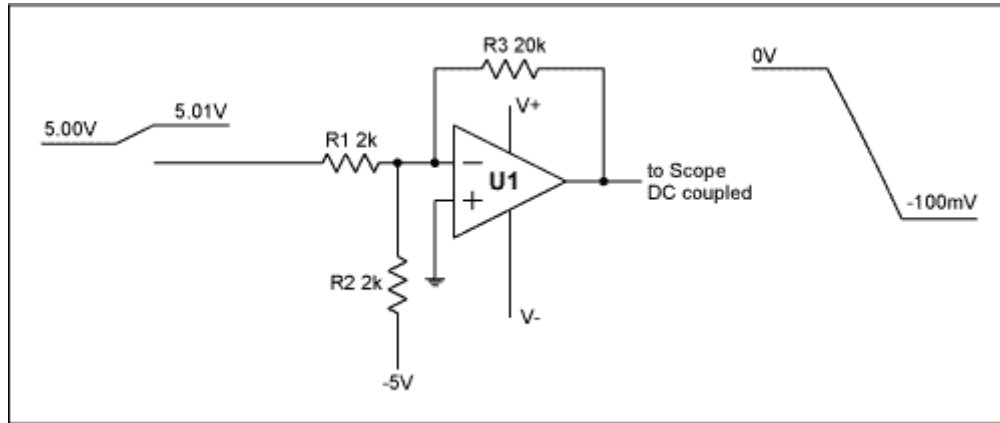 R3 20k
0V
5.01V
5.00V
V+
R1 2k
−
U1
+
to Scope
DC coupled
-100mV
R2 2k
V-
-5V